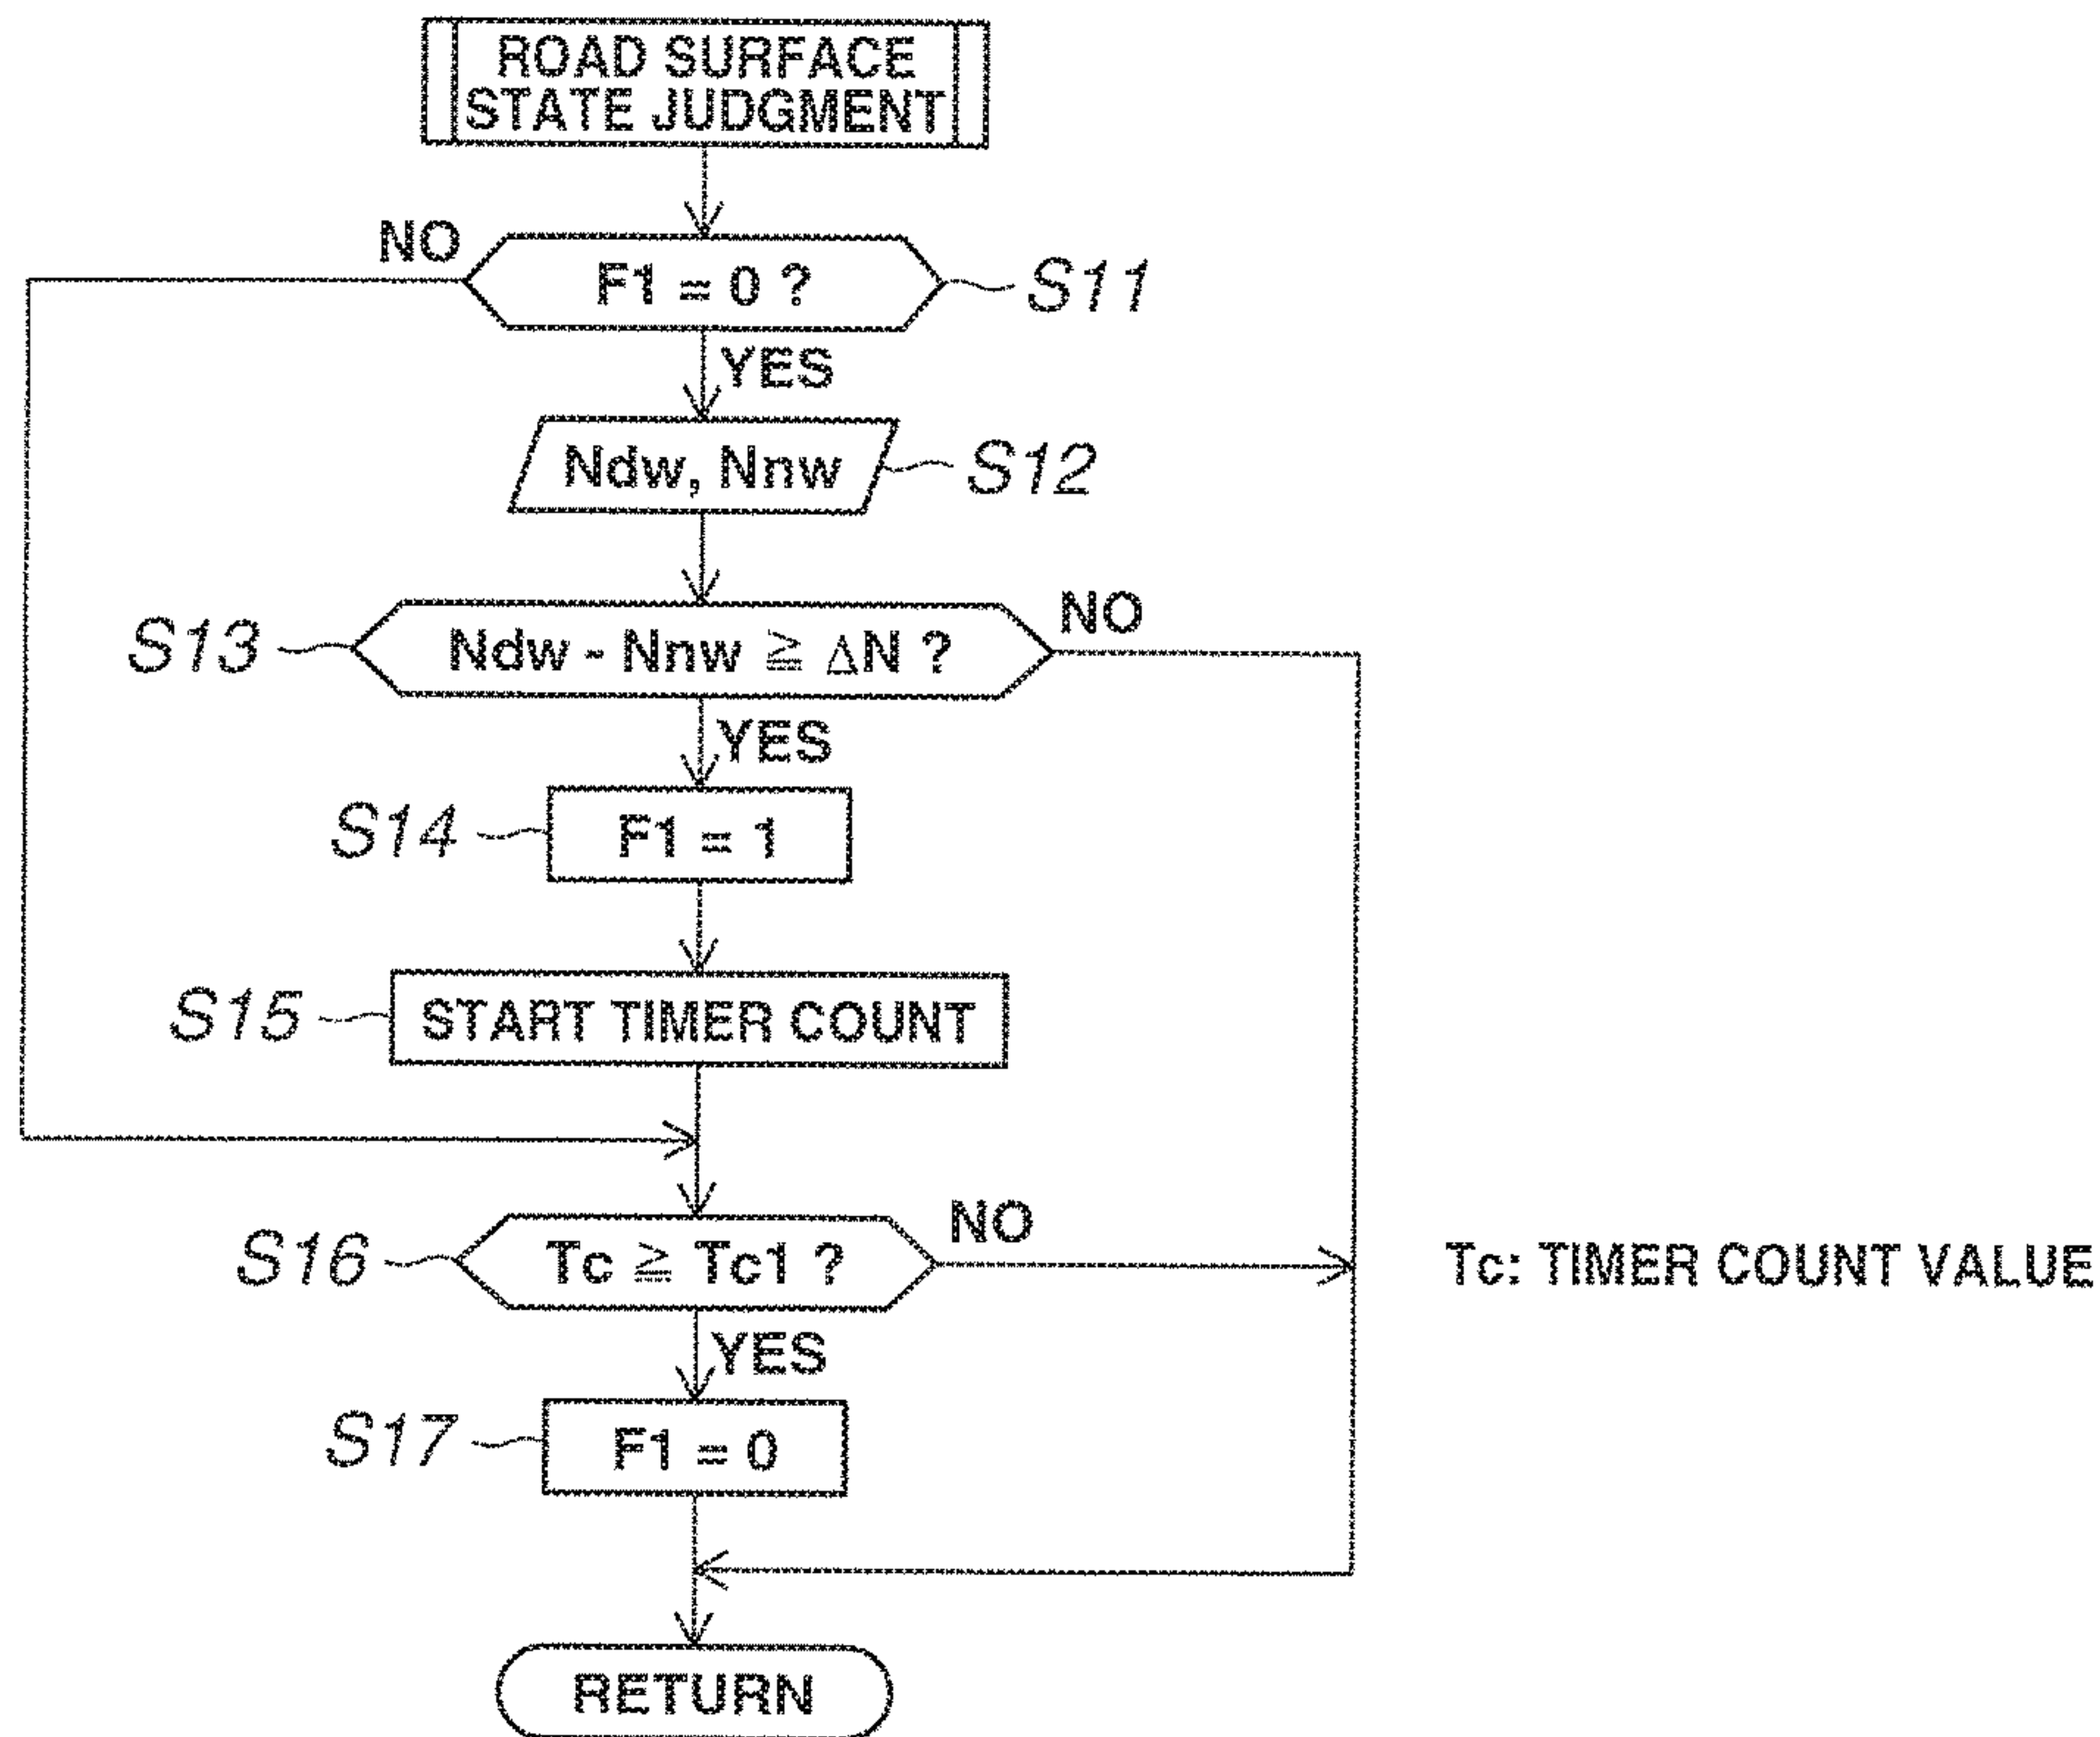 ROAD SURFACE
STATE JUDGMENT
NO
F1 = 0 ?
S11
YES
Ndw, Nnw
S12
NO
S13
Ndw - Nnw ≧ ΔN ?
YES
S14
F1 = 1
S15
START TIMER COUNT
NO
S16
Tc ≧ Tc1 ?
Tc: TIMER COUNT VALUE
YES
S17
F1 = 0
RETURN